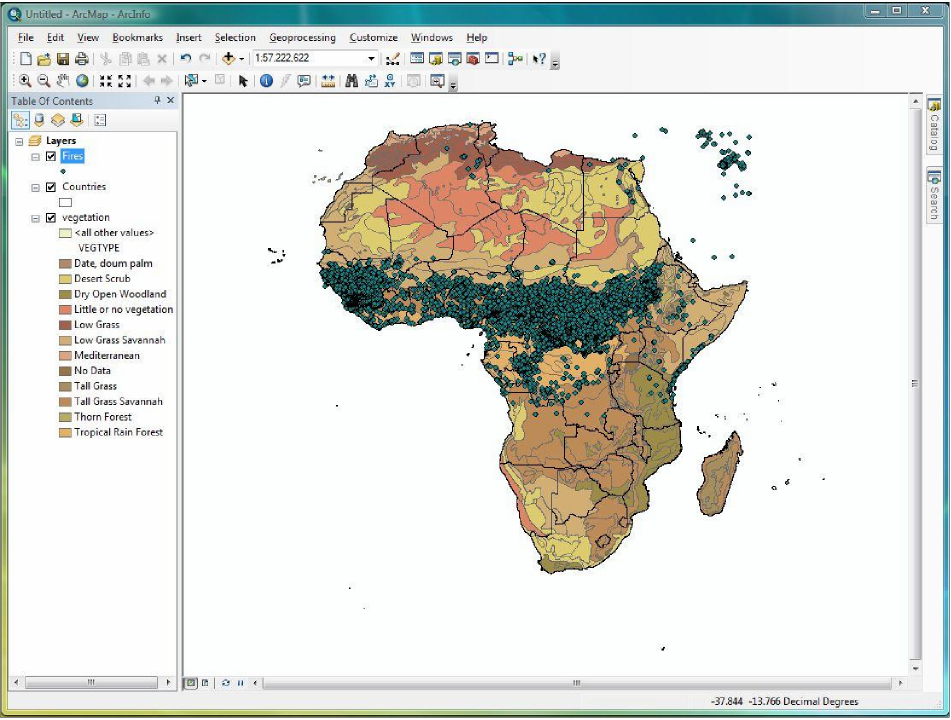 Untitled - ArcMap - ArcInfo
File Edit View Bookmarks Insert Selection Geoprocessing Customize Windows Help
1:57,222,622
Table Of Contents
Layers
Fires
Countries
vegetation
<all other values>
VEGTYPE
Date, doum palm
Desert Scrub
Dry Open Woodland
Little or no vegetation
Low Grass
Low Grass Savannah
Mediterranean
No Data
Tall Grass
Tall Grass Savannah
Thorn Forest
Tropical Rain Forest
Catalog
Search
-37.844 -13.766 Decimal Degrees